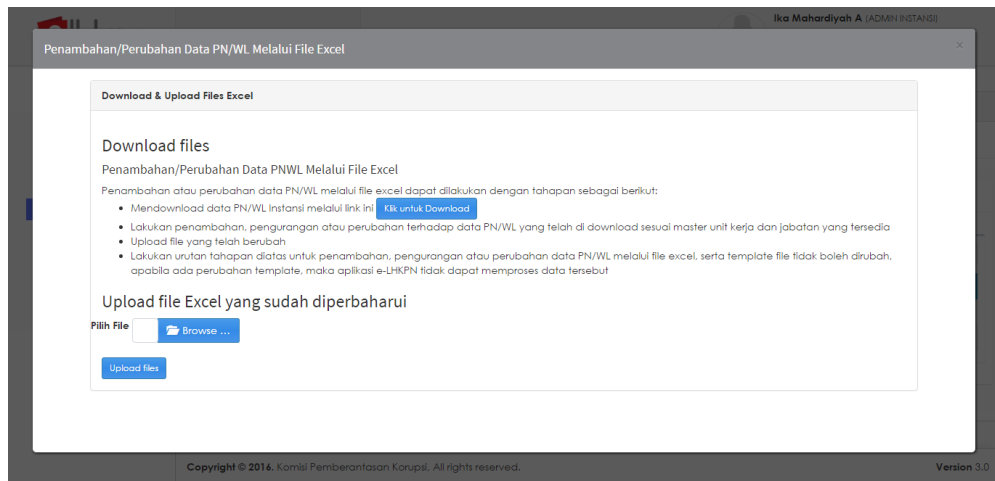 Ika Mahardiyah A (ADMIN INSTANSI)
Penambahan/Perubahan Data PN/WL Melalui File Excel
×
Download & Upload Files Excel
Download files
Penambahan/Perubahan Data PNWL Melalui File Excel
Penambahan atau perubahan data PN/WL melalui file excel dapat dilakukan dengan tahapan sebagai berikut:
• Mendownload data PN/WL Instansi melalui link ini Klik untuk Download
• Lakukan penambahan, pengurangan atau perubahan terhadap data PN/WL yang telah di download sesuai master unit kerja dan jabatan yang tersedia
• Upload file yang telah berubah
• Lakukan urutan tahapan diatas untuk penambahan, pengurangan atau perubahan data PN/WL melalui file excel, serta template file tidak boleh dirubah,
apabila ada perubahan template, maka aplikasi e-LHKPN tidak dapat memproses data tersebut
Upload file Excel yang sudah diperbaharui
Pilih File Browse ...
Upload files
Copyright © 2016. Komisi Pemberantasan Korupsi, All rights reserved. Version 3.0